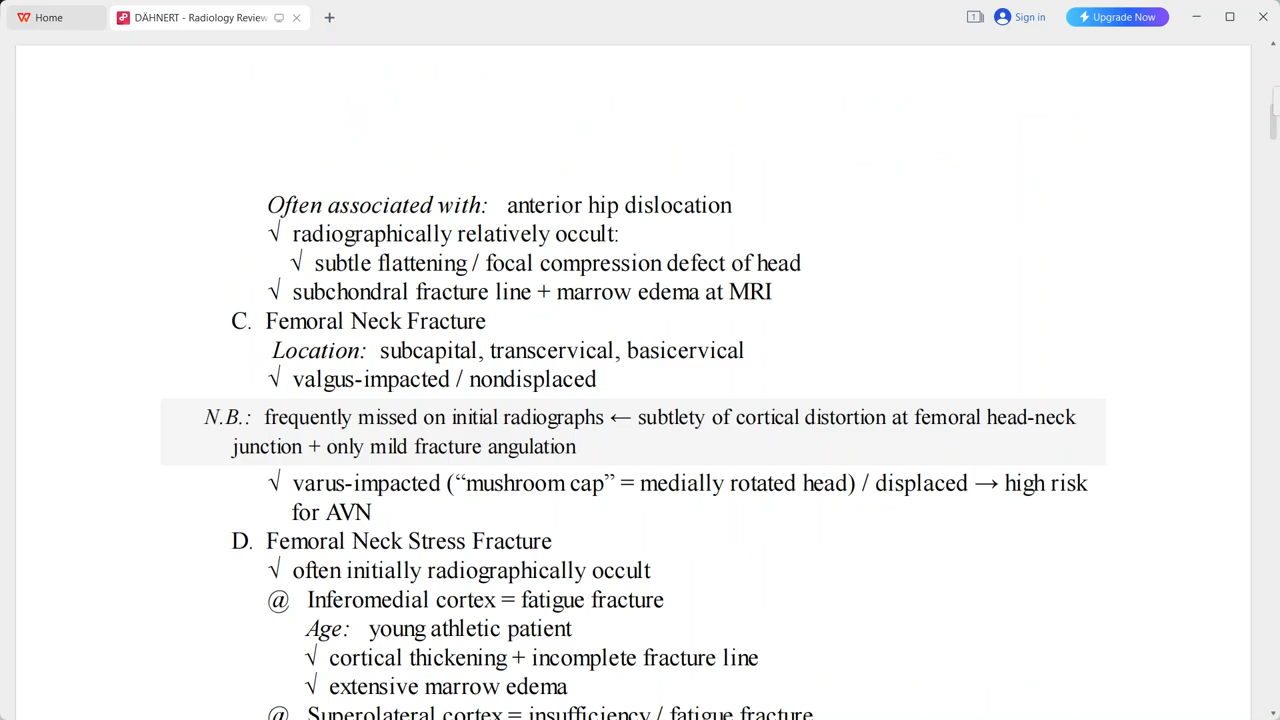 Home
DÄHNERT - Radiology Review
1
Sign in
Upgrade Now
Often associated with: anterior hip dislocation
√ radiographically relatively occult:
√ subtle flattening / focal compression defect of head
√ subchondral fracture line + marrow edema at MRI
C. Femoral Neck Fracture
Location: subcapital, transcervical, basicervical
√ valgus-impacted / nondisplaced
N.B.: frequently missed on initial radiographs ← subtlety of cortical distortion at femoral head-neck
junction + only mild fracture angulation
√ varus-impacted (“mushroom cap” = medially rotated head) / displaced → high risk
for AVN
D. Femoral Neck Stress Fracture
√ often initially radiographically occult
@ Inferomedial cortex = fatigue fracture
Age: young athletic patient
√ cortical thickening + incomplete fracture line
√ extensive marrow edema
@ Superolateral cortex = insufficiency / fatigue fracture